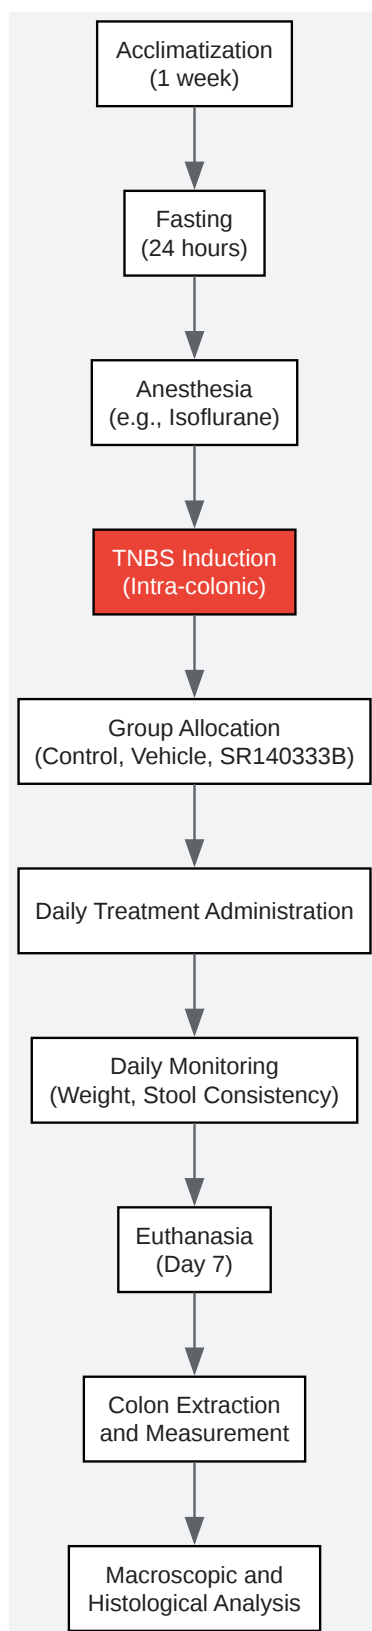 Acclimatization
(1 week)
Fasting
(24 hours)
Anesthesia
(e.g., Isoflurane)
TNBS Induction
(Intra-colonic)
Group Allocation
(Control, Vehicle, SR140333B)
Daily Treatment Administration
Daily Monitoring
(Weight, Stool Consistency)
Euthanasia
(Day 7)
Colon Extraction
and Measurement
Macroscopic and
Histological Analysis